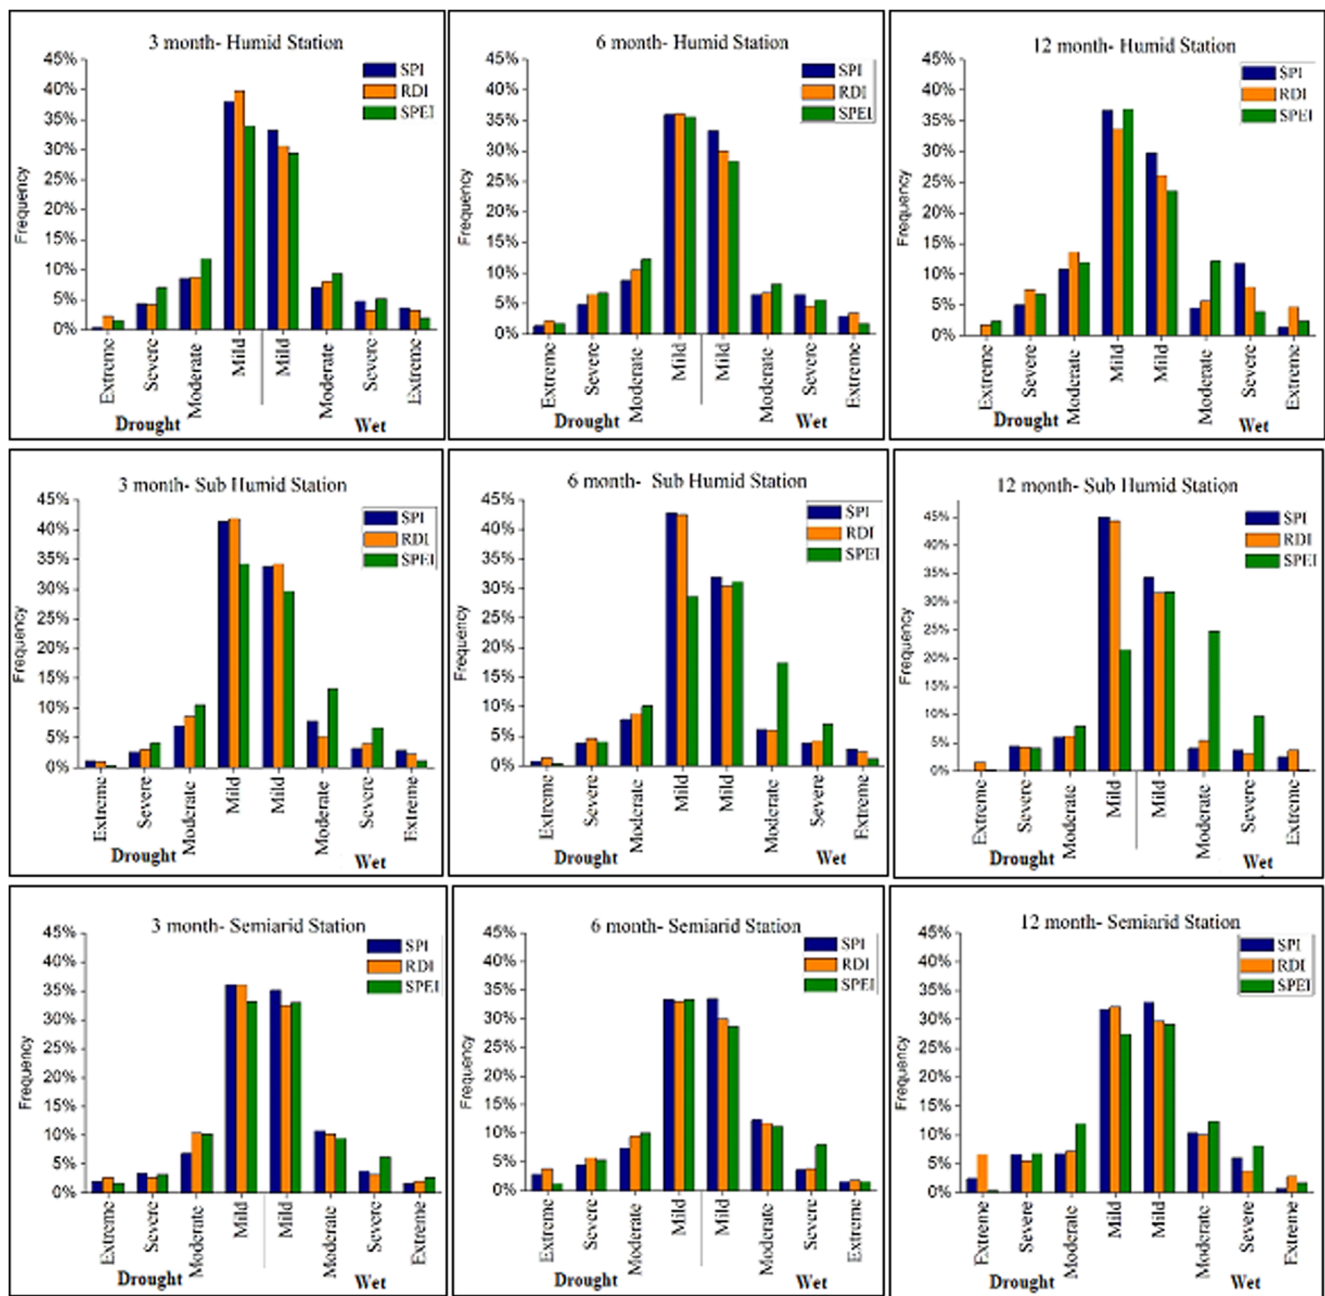 3 month- Humid Station
45%
40%
35%
30%
25%
20%
15%
10%
5%
0%
Frequency
SPI
RDI
SPEI
Extreme
Severe
Moderate
Mild
Mild
Moderate
Severe
Extreme
Drought
Wet
6 month- Humid Station
45%
40%
35%
30%
25%
20%
15%
10%
5%
0%
Frequency
SPI
RDI
SPEI
Extreme
Severe
Moderate
Mild
Mild
Moderate
Severe
Extreme
Drought
Wet
12 month- Humid Station
45%
40%
35%
30%
25%
20%
15%
10%
5%
0%
Frequency
SPI
RDI
SPEI
Extreme
Severe
Moderate
Mild
Mild
Moderate
Severe
Extreme
Drought
Wet
3 month- Sub Humid Station
45%
40%
35%
30%
25%
20%
15%
10%
5%
0%
Frequency
SPI
RDI
SPEI
Extreme
Severe
Moderate
Mild
Mild
Moderate
Severe
Extreme
Drought
Wet
6 month- Sub Humid Station
45%
40%
35%
30%
25%
20%
15%
10%
5%
0%
Frequency
SPI
RDI
SPEI
Extreme
Severe
Moderate
Mild
Mild
Moderate
Severe
Extreme
Drought
Wet
12 month- Sub Humid Station
45%
40%
35%
30%
25%
20%
15%
10%
5%
0%
Frequency
SPI
RDI
SPEI
Extreme
Severe
Moderate
Mild
Mild
Moderate
Severe
Extreme
Drought
Wet
3 month- Semiarid Station
45%
40%
35%
30%
25%
20%
15%
10%
5%
0%
Frequency
SPI
RDI
SPEI
Extreme
Severe
Moderate
Mild
Mild
Moderate
Severe
Extreme
Drought
Wet
6 month- Semiarid Station
45%
40%
35%
30%
25%
20%
15%
10%
5%
0%
Frequency
SPI
RDI
SPEI
Extreme
Severe
Moderate
Mild
Mild
Moderate
Severe
Extreme
Drought
Wet
12 month- Semiarid Station
45%
40%
35%
30%
25%
20%
15%
10%
5%
0%
Frequency
SPI
RDI
SPEI
Extreme
Severe
Moderate
Mild
Mild
Moderate
Severe
Extreme
Drought
Wet